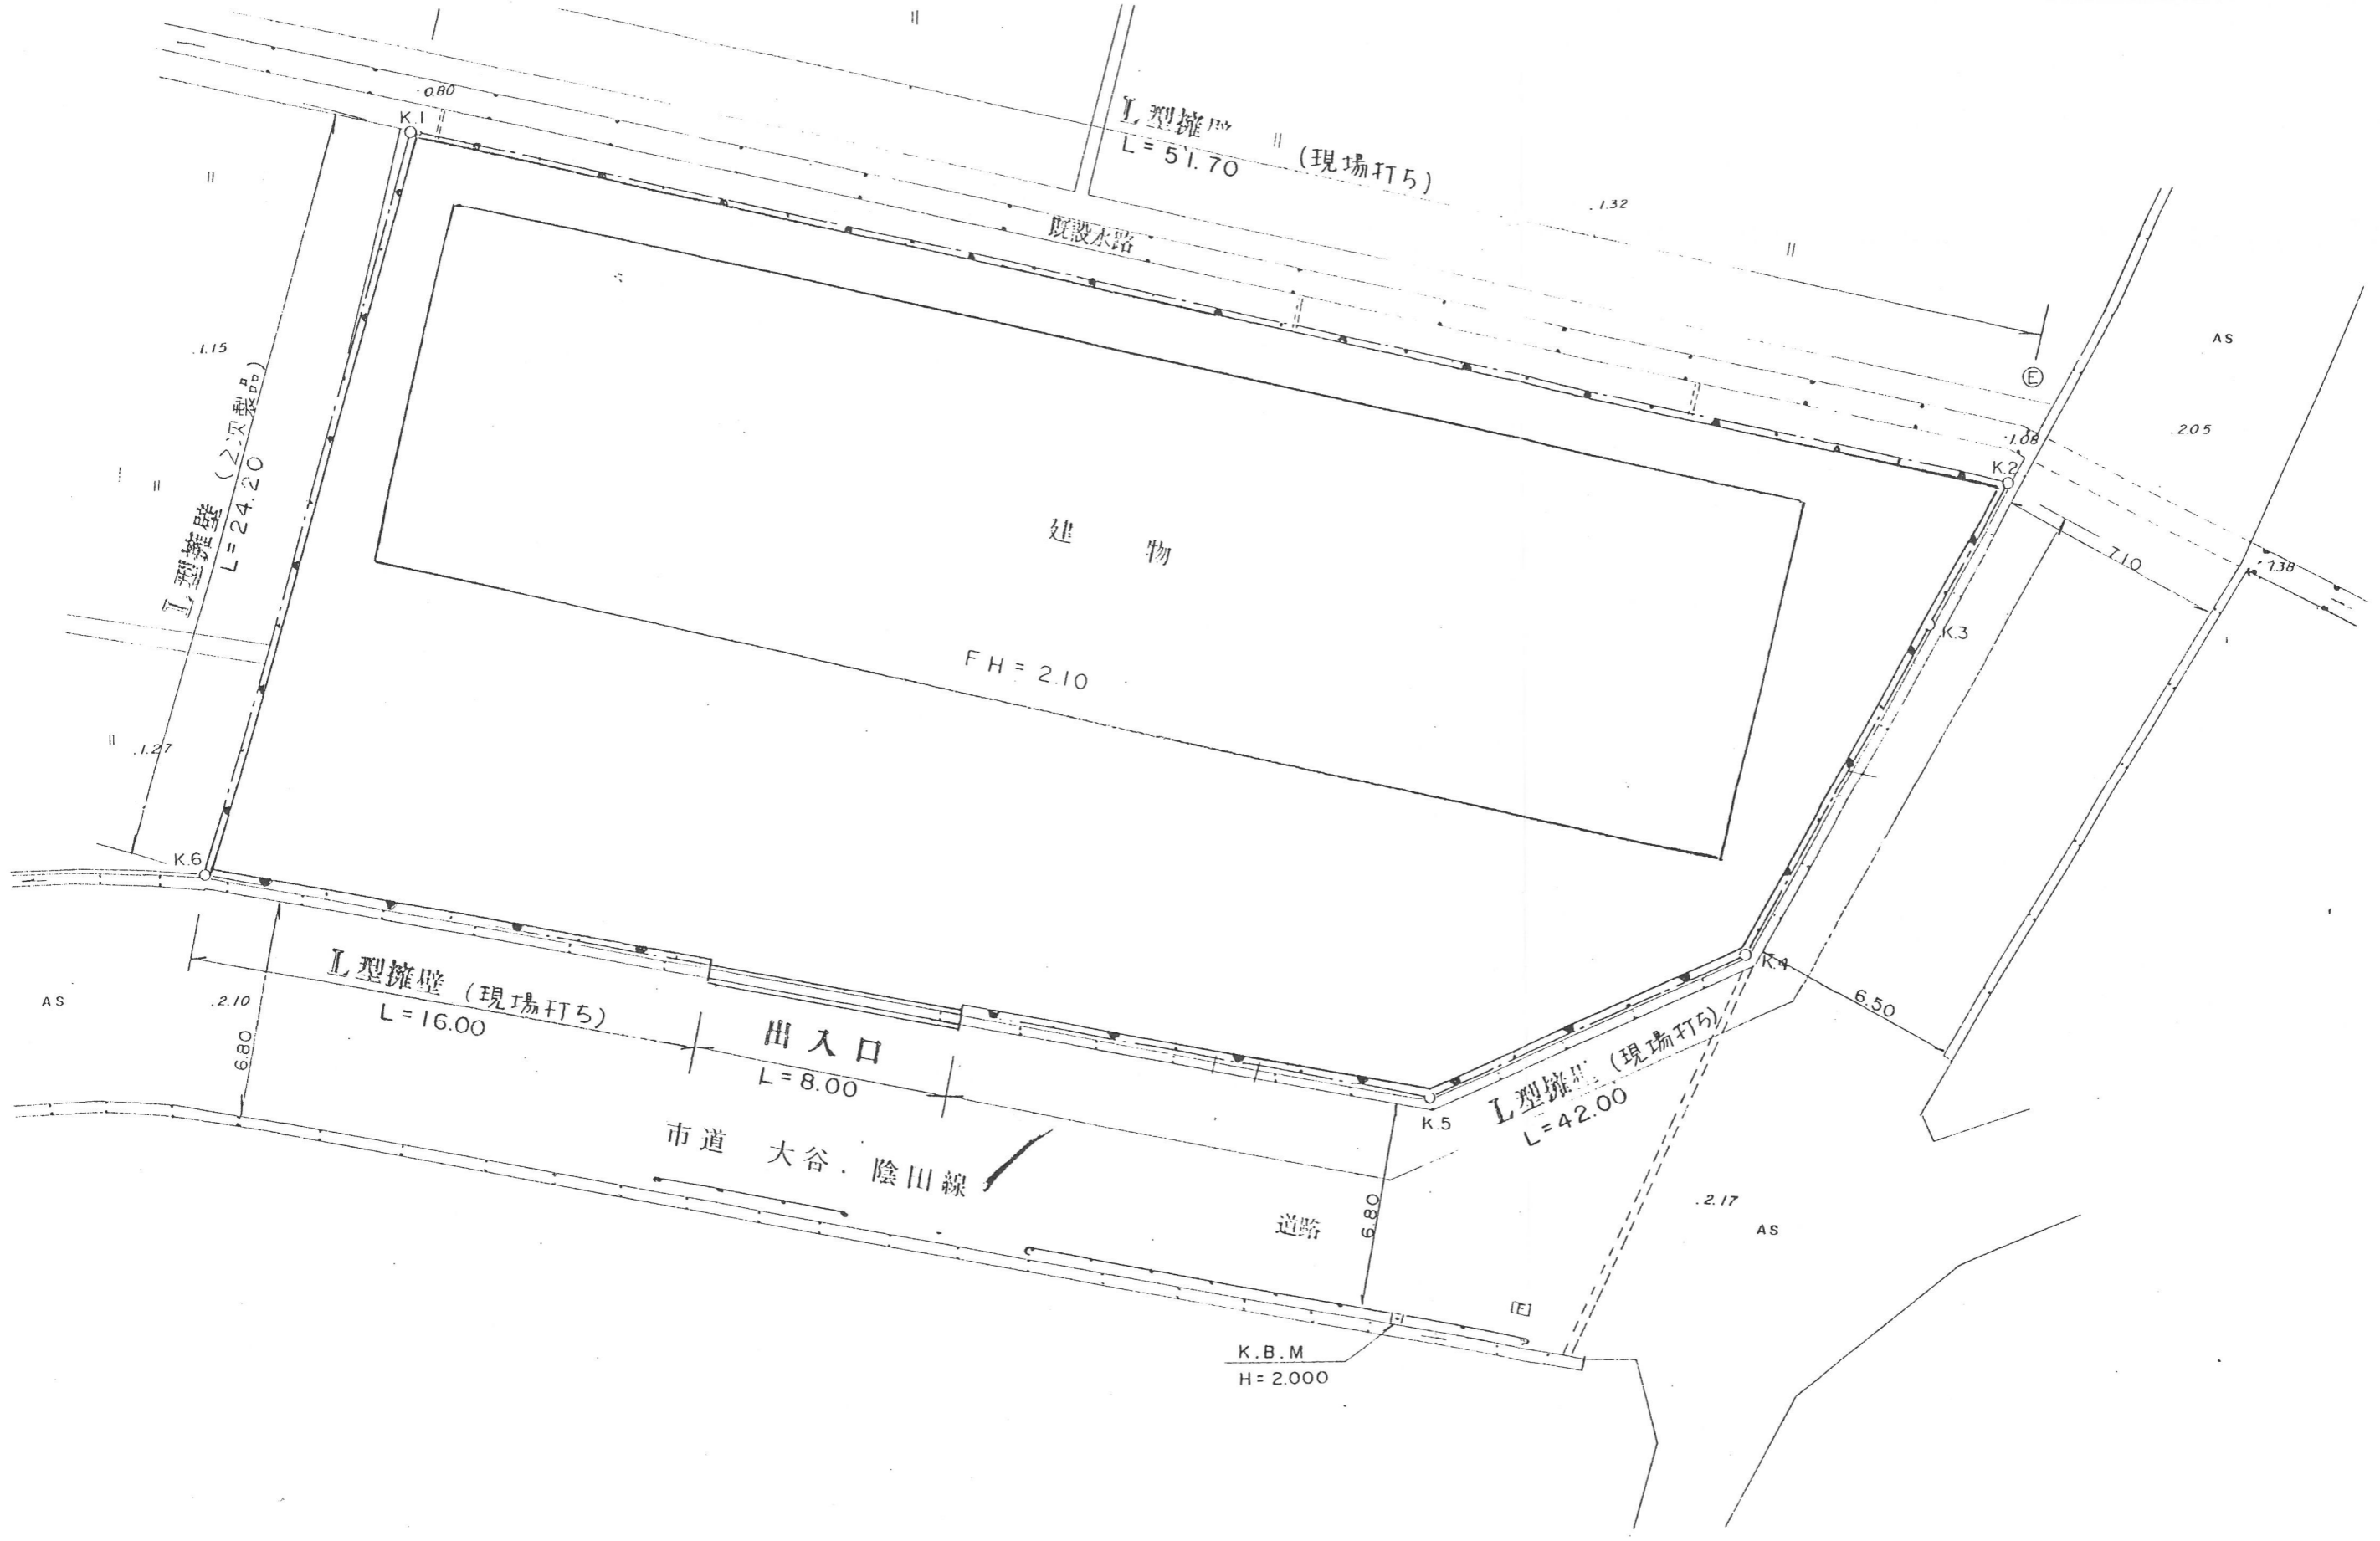 .0.80
K.1
L型擁
L=51.70
(現場打ち)
.1.32
既設水路
AS
E
.2.05
.1.08
K.2
7.10
.1.38
K.3
.1.15
L型擁壁 (2次製品)
L=24.20
建 物
FH=2.10
.1.27
K.6
K.4
6.50
AS
.2.10
6.80
L型擁壁 (現場打ち)
L=16.00
出入口
L=8.00
K.5
L型擁 (現場打ち)
L=42.00
市道 大谷.陰川線
道路
6.80
.2.17
AS
[E]
K.B.M
H=2.000